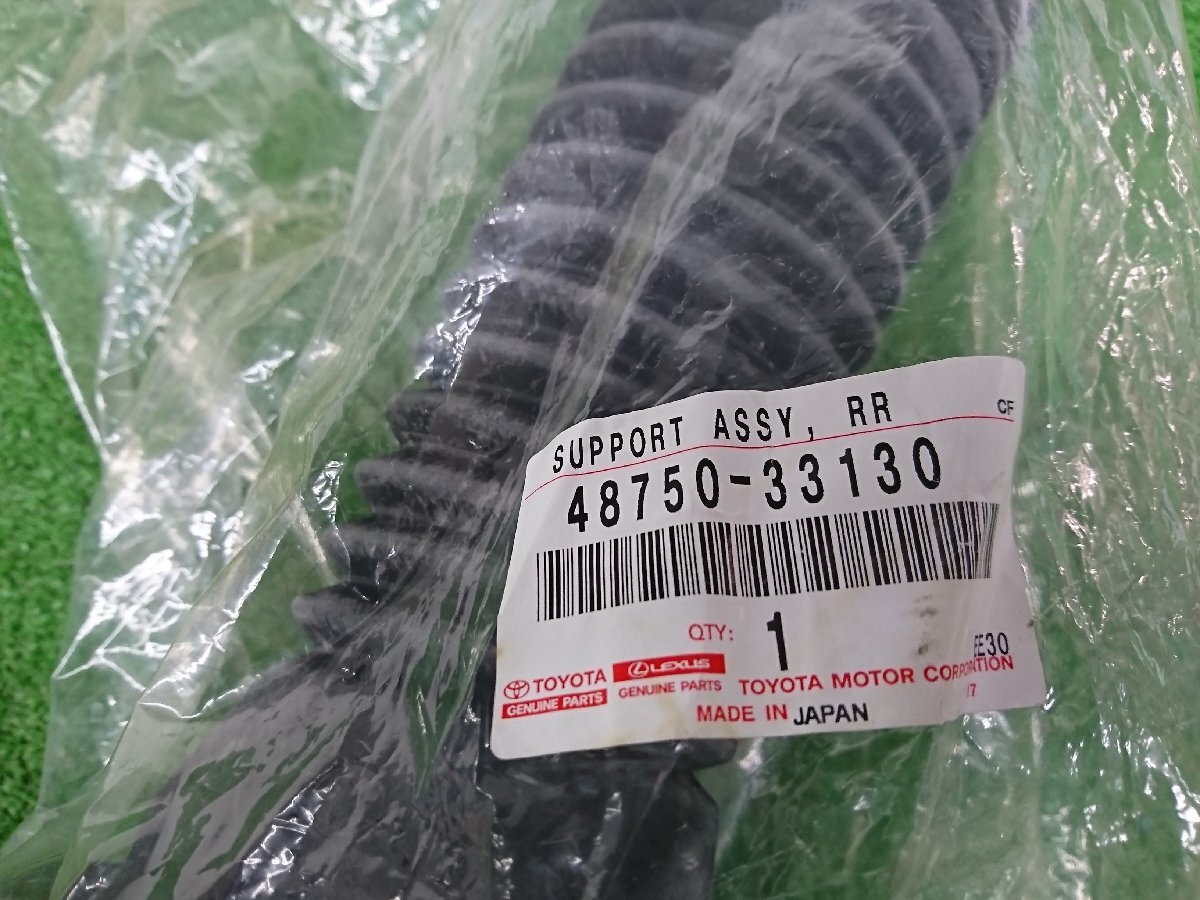 SUPPORT ASSY, RR
CF
48750-33130
QTY: 1
EE30
TOYOTA
GENUINE PARTS
LEXUS
GENUINE PARTS
TOYOTA MOTOR CORPORATION
MADE IN JAPAN